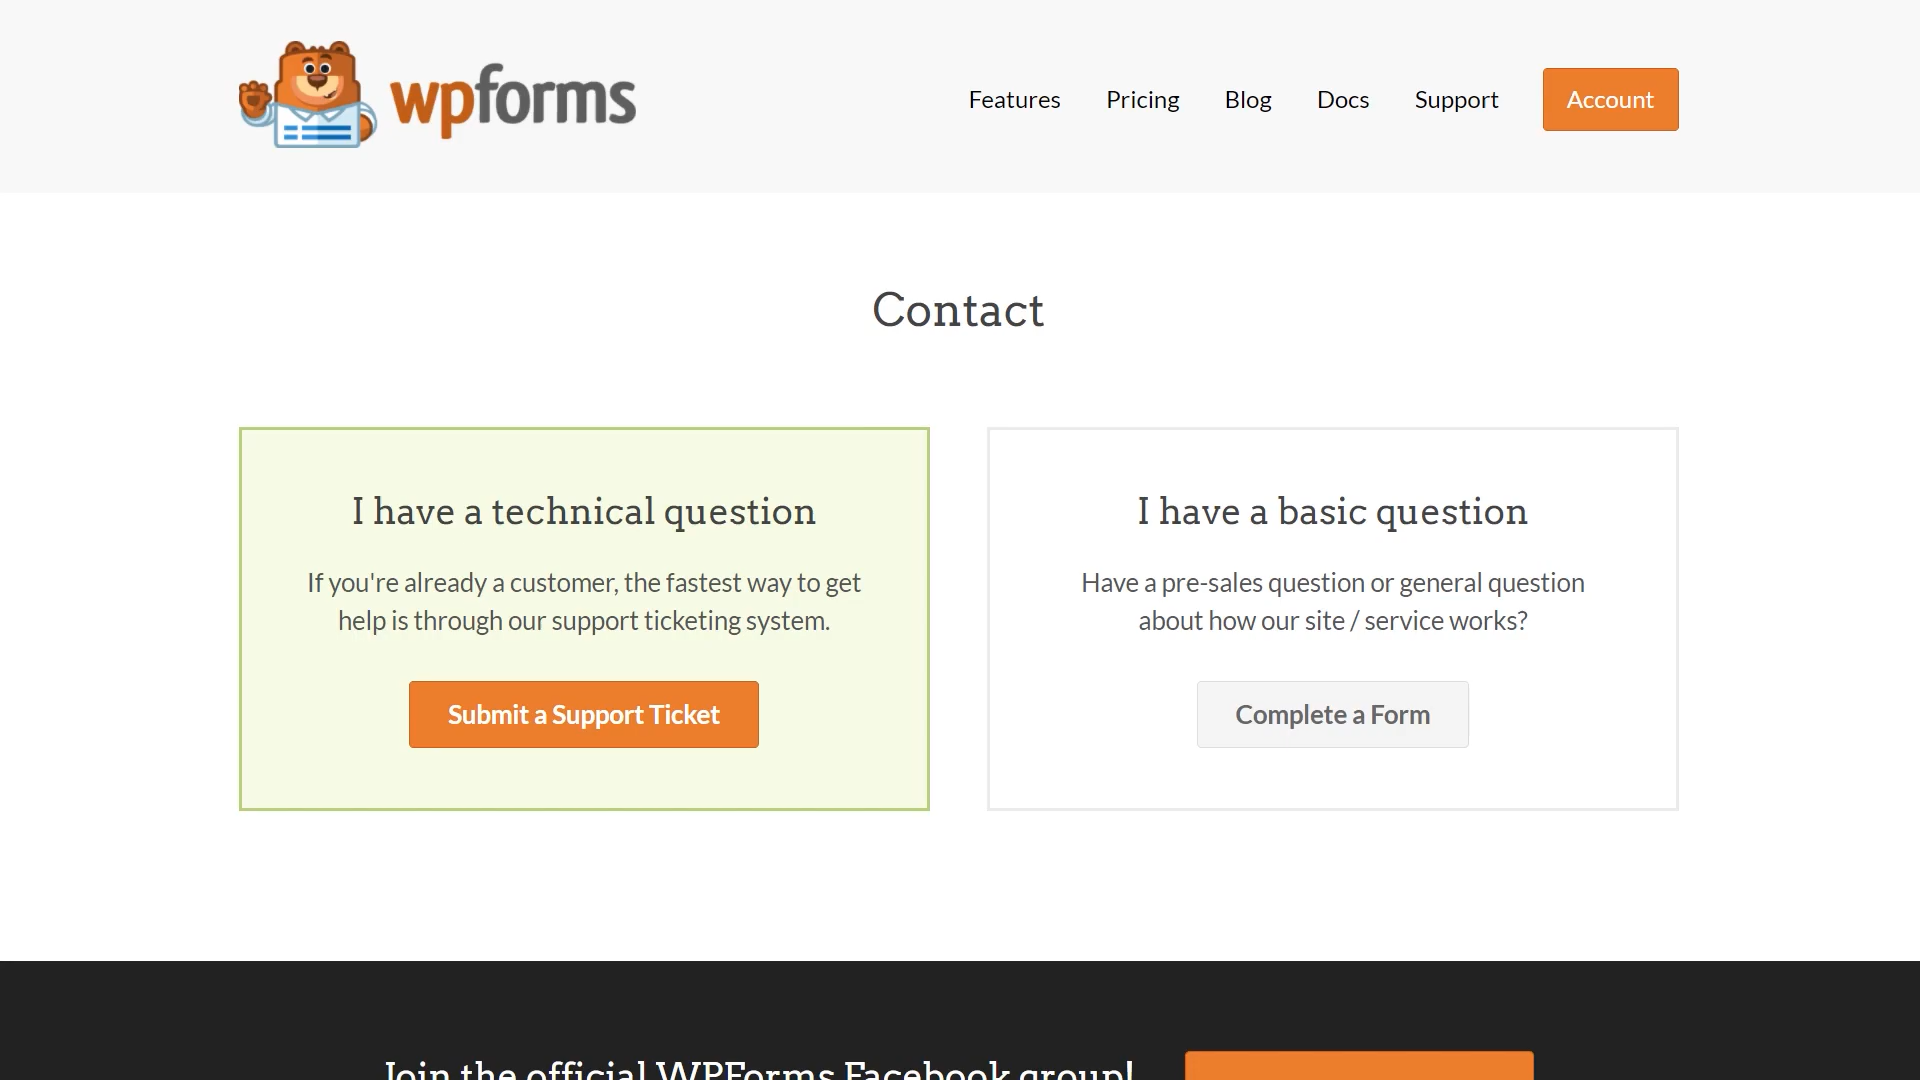 wpforms
Features
Pricing
Blog
Docs
Support
Account
Contact
I have a technical question
If you're already a customer, the fastest way to get
help is through our support ticketing system.
Submit a Support Ticket
I have a basic question
Have a pre-sales question or general question
about how our site / service works?
Complete a Form
Join the official WPForms Facebook group!